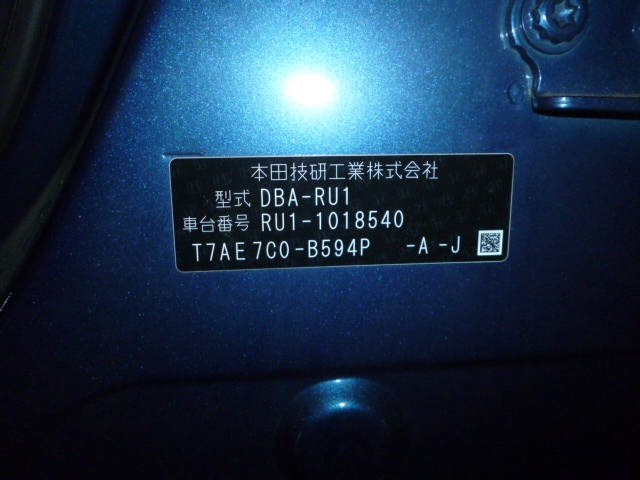 本田技研工業株式会社
型式 DBA-RU1
車台番号 RU1-1018540
T7AE7C0-B594P -A-J